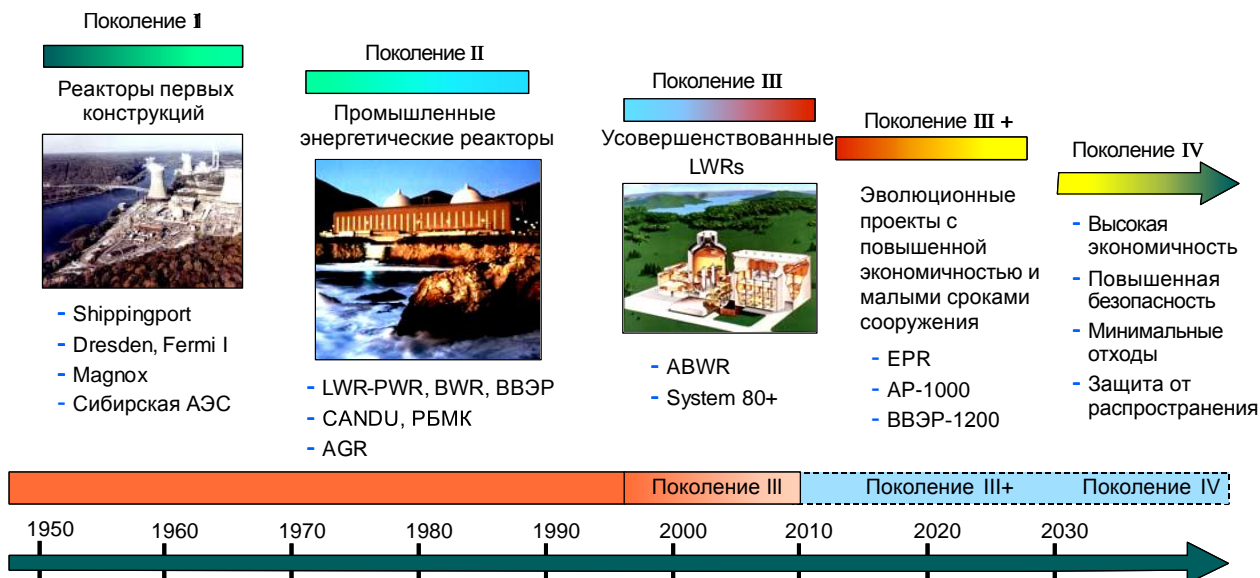 Поколение I
Реакторы первых
конструкций
- Shippingport
- Dresden, Fermi I
- Magnox
- Сибирская АЭС
Поколение II
Промышленные
энергетические реакторы
- LWR-PWR, BWR, ВВЭР
- CANDU, РБМК
- AGR
Поколение III
Усовершенствованные
LWRs
- ABWR
- System 80+
Поколение III +
Эволюционные
проекты с
повышенной
экономичностью и
малыми сроками
сооружения
- EPR
- AP-1000
- ВВЭР-1200
Поколение IV
- Высокая
экономичность
- Повышенная
безопасность
- Минимальные
отходы
- Защита от
распространения
Поколение III
Поколение III+
Поколение IV
1950 1960 1970 1980 1990 2000 2010 2020 2030